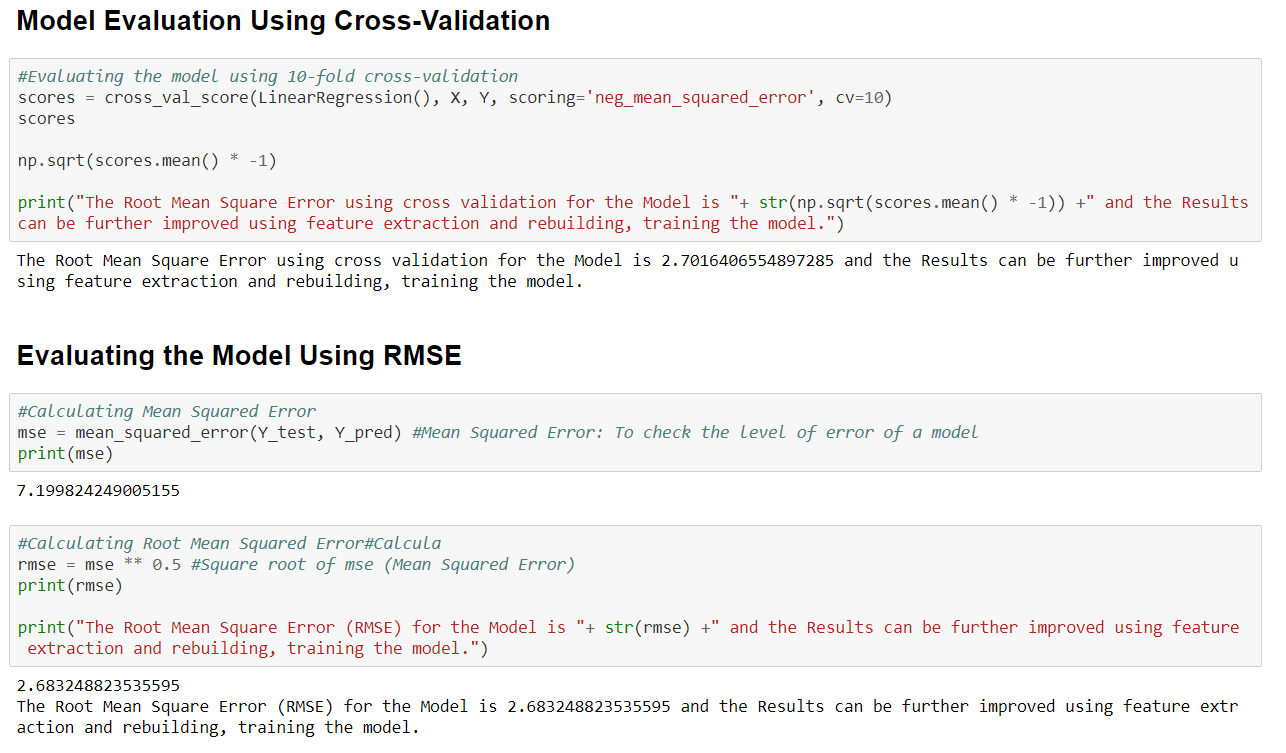 Model Evaluation Using Cross-Validation
#Evaluating the model using 10-fold cross-validation
scores = cross_val_score(LinearRegression(), X, Y, scoring='neg_mean_squared_error', cv=10)
scores
np.sqrt(scores.mean() * -1)
print("The Root Mean Square Error using cross validation for the Model is "+ str(np.sqrt(scores.mean() * -1)) +" and the Results
can be further improved using feature extraction and rebuilding, training the model.")
The Root Mean Square Error using cross validation for the Model is 2.7016406554897285 and the Results can be further improved u
sing feature extraction and rebuilding, training the model.
Evaluating the Model Using RMSE
#Calculating Mean Squared Error
mse = mean_squared_error(Y_test, Y_pred) #Mean Squared Error: To check the level of error of a model
print(mse)
7.199824249005155
#Calculating Root Mean Squared Error#Calcula
rmse = mse ** 0.5 #Square root of mse (Mean Squared Error)
print(rmse)
print("The Root Mean Square Error (RMSE) for the Model is "+ str(rmse) +" and the Results can be further improved using feature
extraction and rebuilding, training the model.")
2.683248823535595
The Root Mean Square Error (RMSE) for the Model is 2.683248823535595 and the Results can be further improved using feature extr
action and rebuilding, training the model.